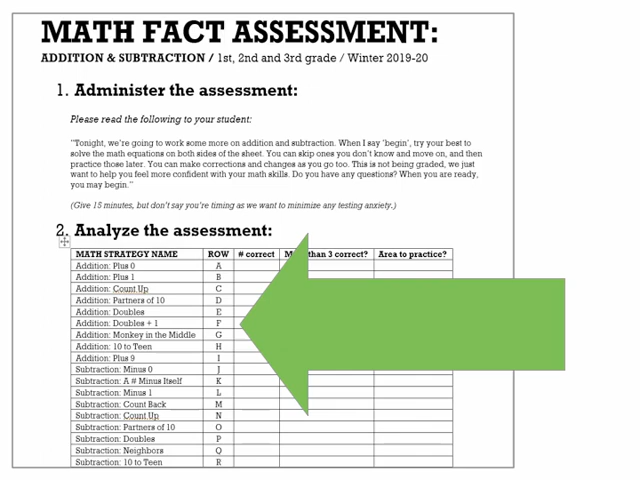 MATH FACT ASSESSMENT:
ADDITION & SUBTRACTION / 1st, 2nd and 3rd grade / Winter 2019-20
1. Administer the assessment:
Please read the following to your student:
"Tonight, we're going to work some more on addition and subtraction. When I say 'begin', try your best to
solve the math equations on both sides of the sheet. You can skip ones you don't know and move on, and then
practice those later. You can make corrections and changes as you go too. This is not being graded, we just
want to help you feel more confident with your math skills. Do you have any questions? When you are ready,
you may begin."
(Give 15 minutes, but don't say you're timing as we want to minimize any testing anxiety.)
2. Analyze the assessment:
MATH STRATEGY NAME ROW # correct than 3 correct? Area to practice?
Addition: Plus 0 A
Addition: Plus 1 B
Addition: Count Up C
Addition: Partners of 10 D
Addition: Doubles E
Addition: Doubles + 1 F
Addition: Monkey in the Middle G
Addition: 10 to Teen H
Addition: Plus 9 I
Subtraction: Minus 0 J
Subtraction: A # Minus Itself K
Subtraction: Minus 1 L
Subtraction: Count Back M
Subtraction: Count Up N
Subtraction: Partners of 10 O
Subtraction: Doubles P
Subtraction: Neighbors Q
Subtraction: 10 to Teen R